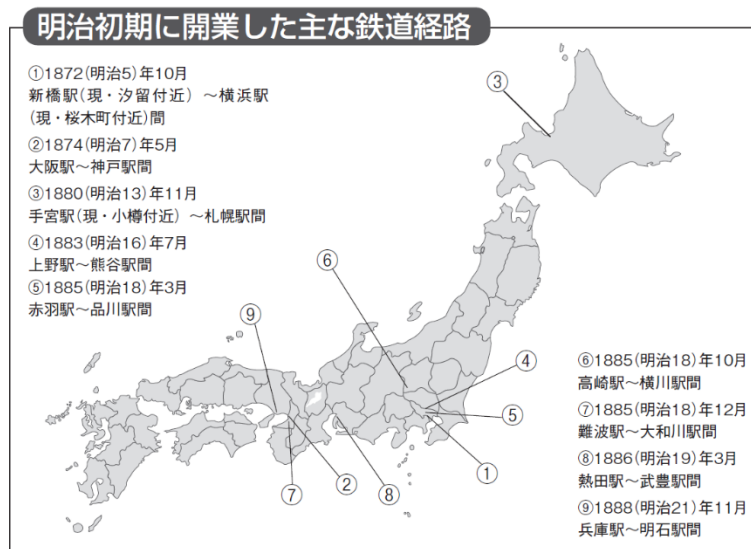 明治初期に開業した主な鉄道経路
①1872(明治5)年10月
新橋駅(現・汐留付近)～横浜駅
(現・桜木町付近)間
②1874(明治7)年5月
大阪駅～神戸駅間
③1880(明治13)年11月
手宮駅(現・小樽付近)～札幌駅間
④1883(明治16)年7月
上野駅～熊谷駅間
⑤1885(明治18)年3月
赤羽駅～品川駅間
③
⑥
⑨
④
⑤
①
②
⑦
⑧
⑥1885(明治18)年10月
高崎駅～横川駅間
⑦1885(明治18)年12月
難波駅～大和川駅間
⑧1886(明治19)年3月
熱田駅～武豊駅間
⑨1888(明治21)年11月
兵庫駅～明石駅間